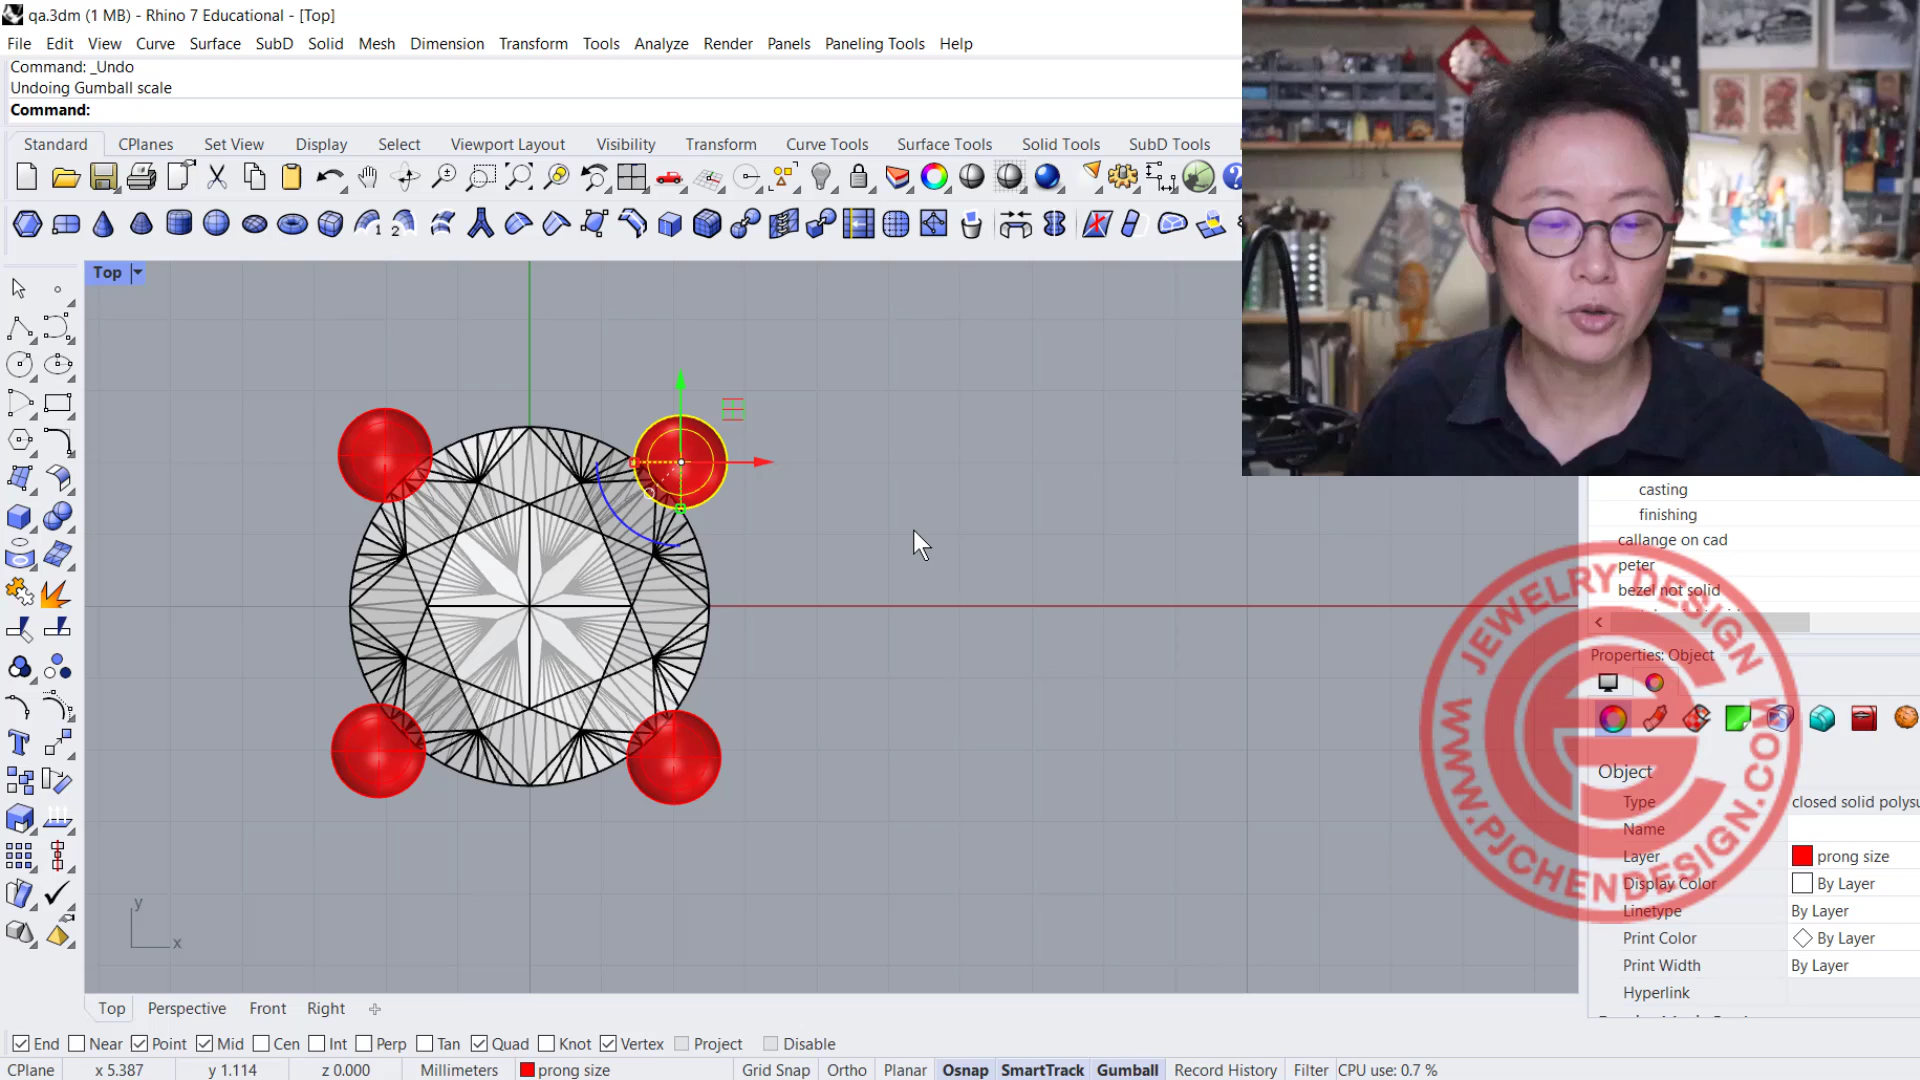 qa.3dm (1 MB) - Rhino 7 Educational - [Top]
File Edit View Curve Surface SubD Solid Mesh Dimension Transform Tools Analyze Render Panels Paneling Tools Help
Command: _Undo
Undoing Gumball scale
Command:
Standard CPlanes Set View Display Select Viewport Layout Visibility Transform Curve Tools Surface Tools Solid Tools SubD Tools
Top
casting
finishing
callange on cad
peter
bezel not solid
Properties: Object
JEWELRY DESIGN
WWW.PJCHENDESIGN.COM
Object
Type closed solid polysu
Name
Layer prong size
Display Color By Layer
Linetype By Layer
Print Color By Layer
Print Width By Layer
Hyperlink
y
x
Top Perspective Front Right
End Near Point Mid Cen Int Perp Tan Quad Knot Vertex Project Disable
CPlane x 5.387 y 1.114 z 0.000 Millimeters prong size Grid Snap Ortho Planar Osnap SmartTrack Gumball Record History Filter CPU use: 0.7 %